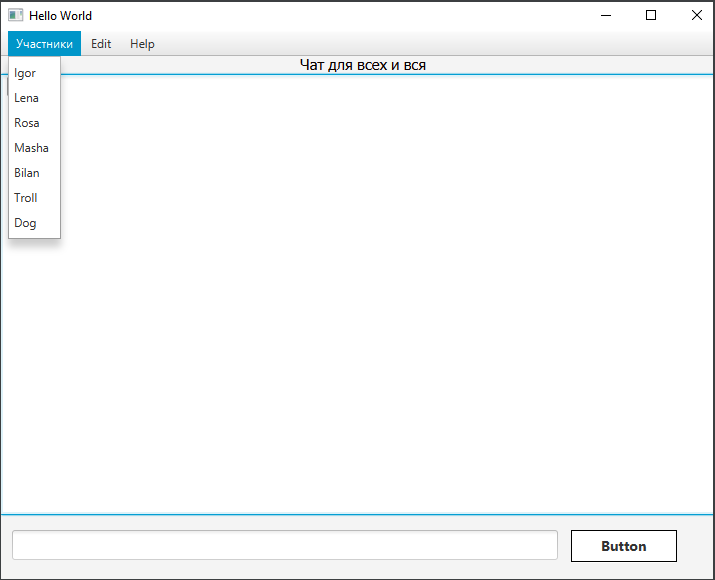 Hello World
Участники Edit Help
Чат для всех и вся
Igor
Lena
Rosa
Masha
Bilan
Troll
Dog
Button